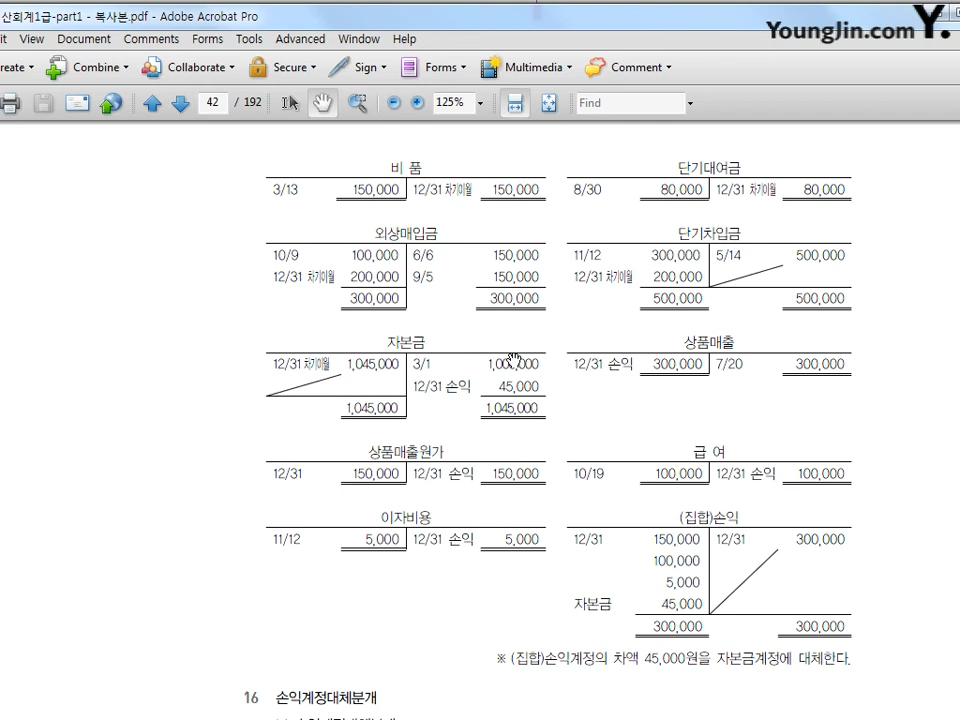 산회계1급-part1 - 복사본.pdf - Adobe Acrobat Pro
YoungJin.com Y.
it View Document Comments Forms Tools Advanced Window Help
reate Combine Collaborate Secure Sign Forms Multimedia Comment
42 / 192 125% Find
비 품
3/13 150,000 12/31 차기이월 150,000
단기대여금
8/30 80,000 12/31 차기이월 80,000
외상매입금
10/9 100,000 6/6 150,000
12/31 차기이월 200,000 9/5 150,000
300,000 300,000
단기차입금
11/12 300,000 5/14 500,000
12/31 차기이월 200,000
500,000 500,000
자본금
12/31 차기이월 1,045,000 3/1 1,000,000
12/31 손익 45,000
1,045,000 1,045,000
상품매출
12/31 손익 300,000 7/20 300,000
상품매출원가
12/31 150,000 12/31 손익 150,000
급 여
10/19 100,000 12/31 손익 100,000
이자비용
11/12 5,000 12/31 손익 5,000
(집합)손익
12/31 150,000 12/31 300,000
100,000
5,000
자본금 45,000
300,000 300,000
※ (집합)손익계정의 차액 45,000원을 자본금계정에 대체한다.
16 손익계정대체분개